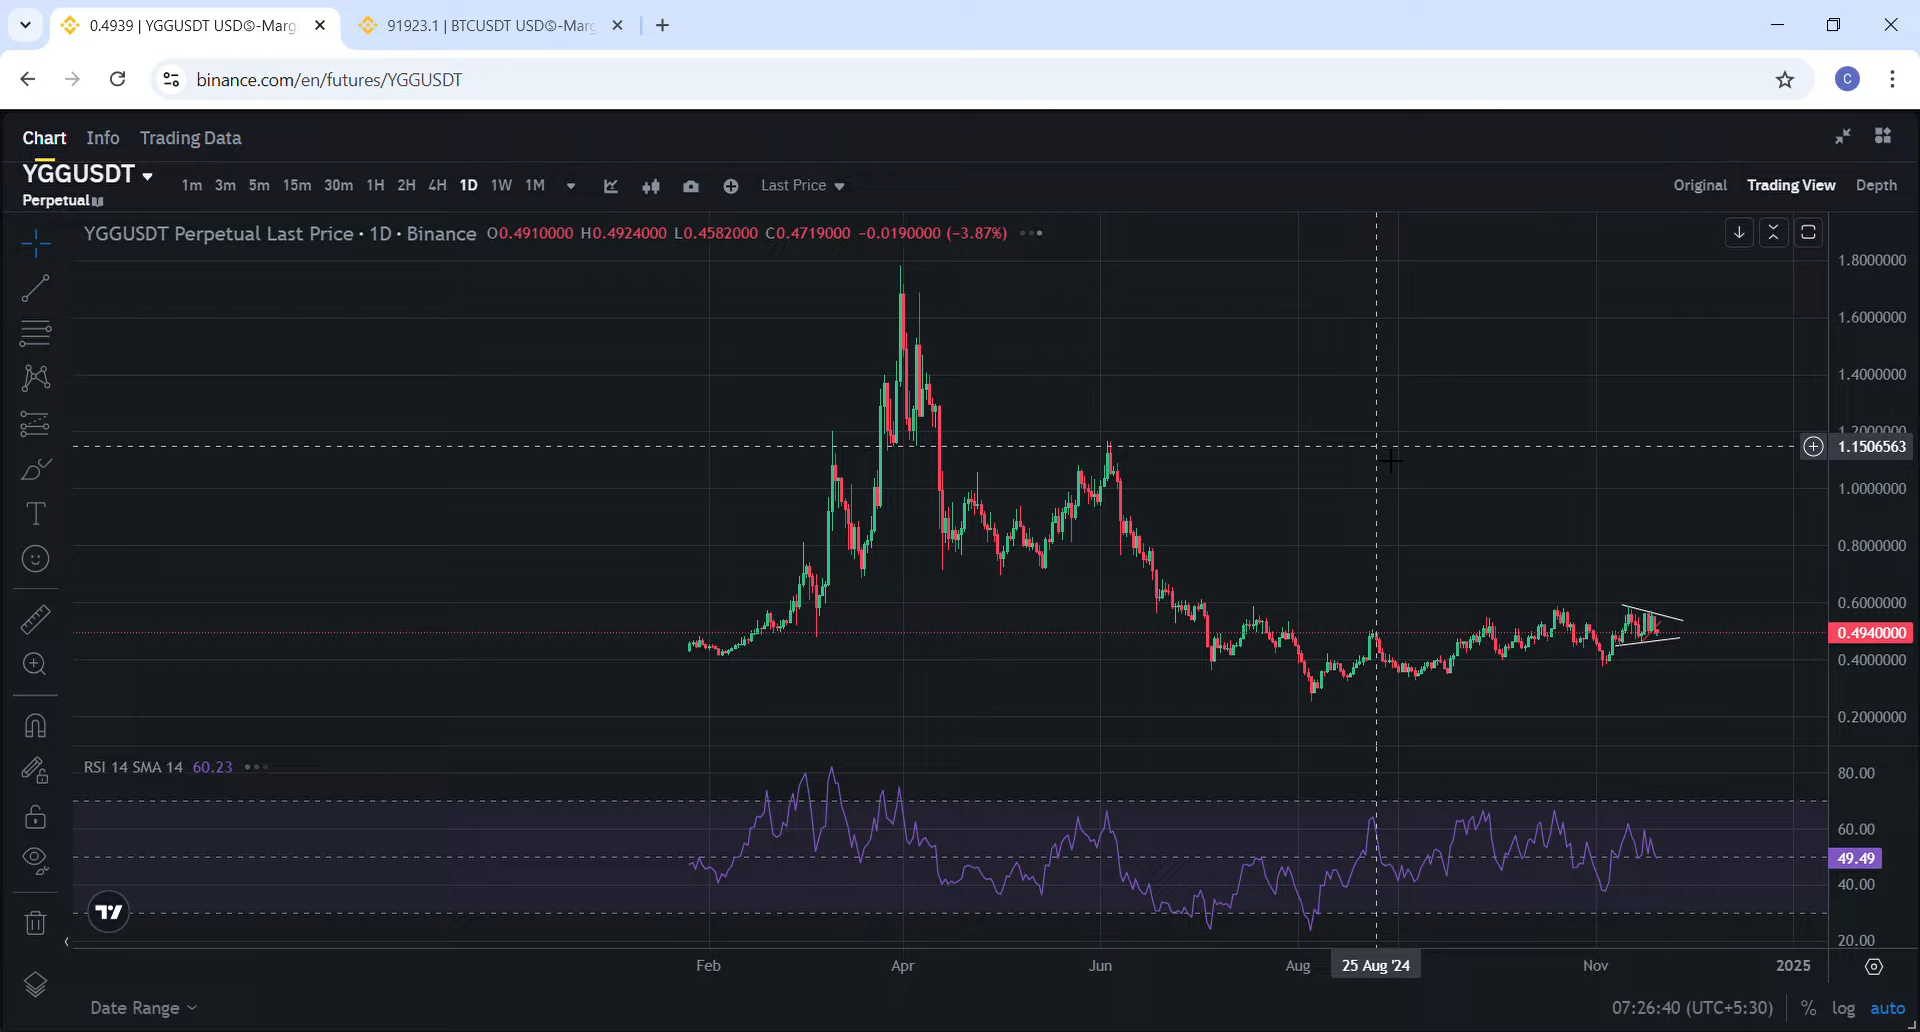 0.4939 | YGGUSDT USDⓈ-Marg
91923.1 | BTCUSDT USDⓈ-Marg
binance.com/en/futures/YGGUSDT
C
Chart Info Trading Data
YGGUSDT
Perpetual
1m 3m 5m 15m 30m 1H 2H 4H 1D 1W 1M Last Price
Original Trading View Depth
YGGUSDT Perpetual Last Price · 1D · Binance O0.4910000 H0.4924000 L0.4582000 C0.4719000 −0.0190000 (−3.87%)
1.8000000
1.6000000
1.4000000
1.2000000
1.1506563
1.0000000
0.8000000
0.6000000
0.4940000
0.4000000
0.2000000
RSI 14 SMA 14 60.23
80.00
60.00
49.49
40.00
20.00
Feb Apr Jun Aug 25 Aug '24 Nov 2025
Date Range
07:26:40 (UTC+5:30) % log auto